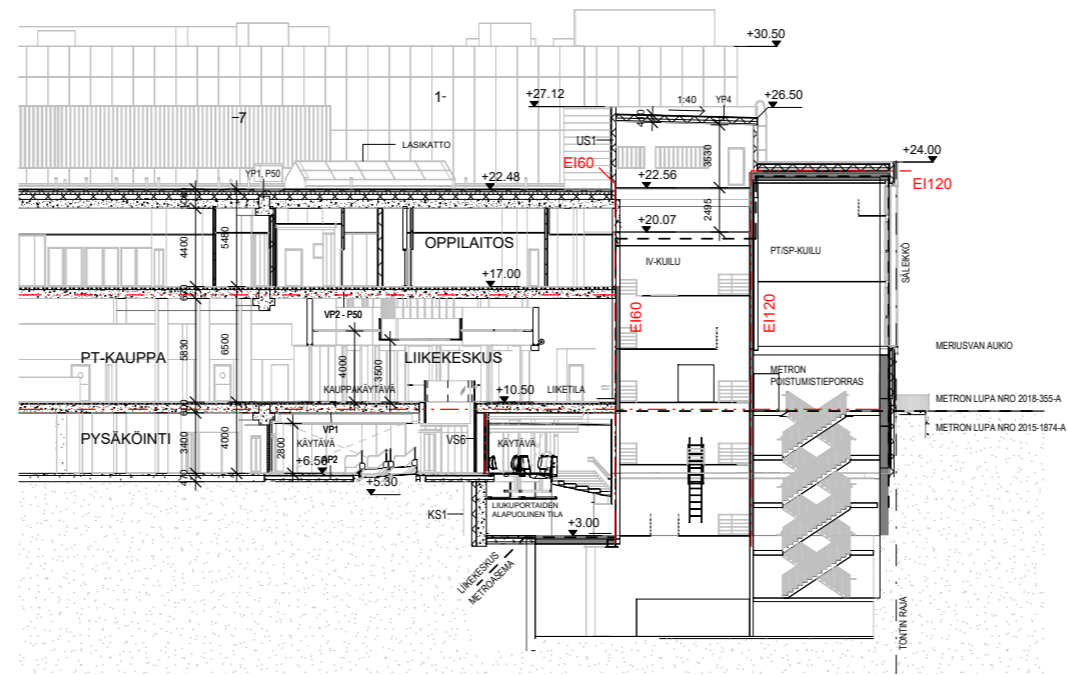 +30.50
1-
-7
+27.12
1:40
YP4
+26.50
US1
3530
LASIKATTO
EI60
+24.00
YP1, P50
+22.48
+22.56
EI120
2495
+20.07
4400
5480
OPPILAITOS
IV-KUILU
PT/SP-KUILU
SÄLEIKKÖ
+17.00
VP2 - P50
EI60
EI120
5830
6500
PT-KAUPPA
LIIKEKESKUS
4000
3500
MERIUSVAN AUKIO
METRON
POISTUMISTIEPORRAS
KAUPPAKÄYTÄVÄ
+10.50
LIIKETILA
METRON LUPA NRO 2018-355-A
METRON LUPA NRO 2015-1874-A
PYSÄKÖINTI
3400
4000
2800
VP1
KÄYTÄVÄ
VS6
KÄYTÄVÄ
+6.50
+5.30
KS1
LIUKUPORTAIDEN
ALAPUOLINEN TILA
+3.00
LIIKEKESKUS
METROASEMA
TONTIN RAJA